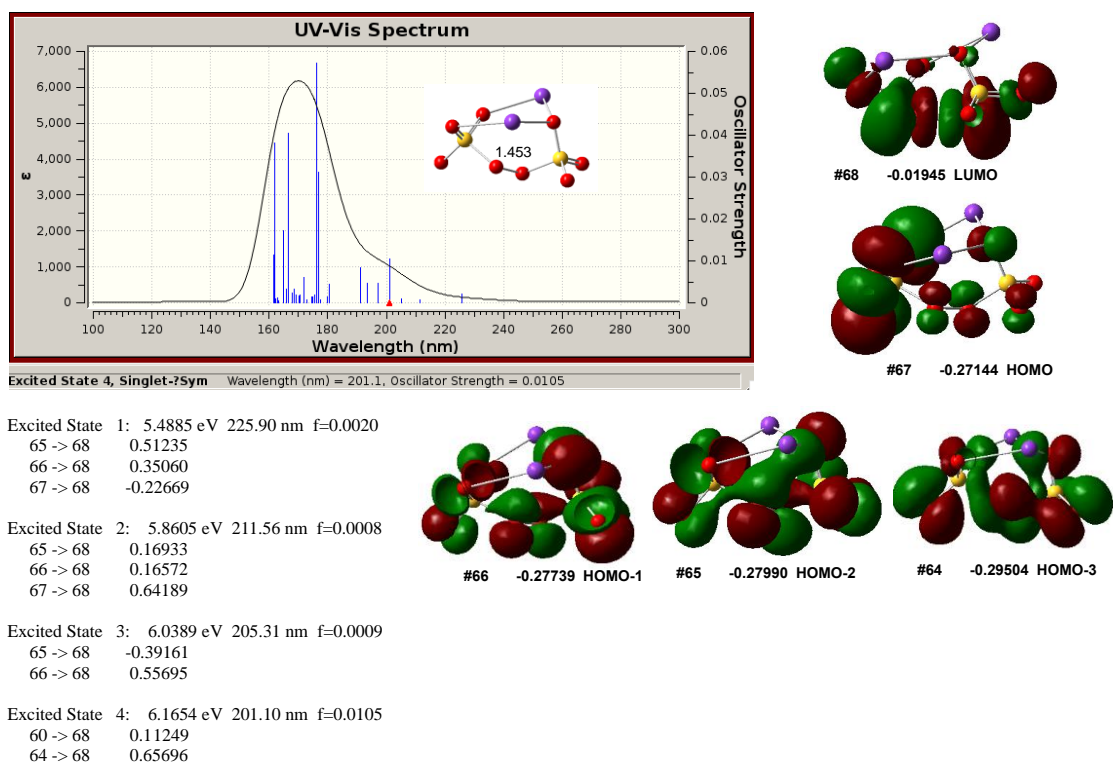 UV-Vis Spectrum
7,000
6,000
5,000
4,000
3,000
2,000
1,000
0
ε
0.06
0.05
0.04
0.03
0.02
0.01
0
Oscillator Strength
1.453
100 120 140 160 180 200 220 240 260 280 300
Wavelength (nm)
Excited State 4, Singlet-?Sym Wavelength (nm) = 201.1, Oscillator Strength = 0.0105
#68 -0.01945 LUMO
#67 -0.27144 HOMO
#66 -0.27739 HOMO-1
#65 -0.27990 HOMO-2
#64 -0.29504 HOMO-3
Excited State 1: 5.4885 eV 225.90 nm f=0.0020
65 -> 68 0.51235
66 -> 68 0.35060
67 -> 68 -0.22669
Excited State 2: 5.8605 eV 211.56 nm f=0.0008
65 -> 68 0.16933
66 -> 68 0.16572
67 -> 68 0.64189
Excited State 3: 6.0389 eV 205.31 nm f=0.0009
65 -> 68 -0.39161
66 -> 68 0.55695
Excited State 4: 6.1654 eV 201.10 nm f=0.0105
60 -> 68 0.11249
64 -> 68 0.65696